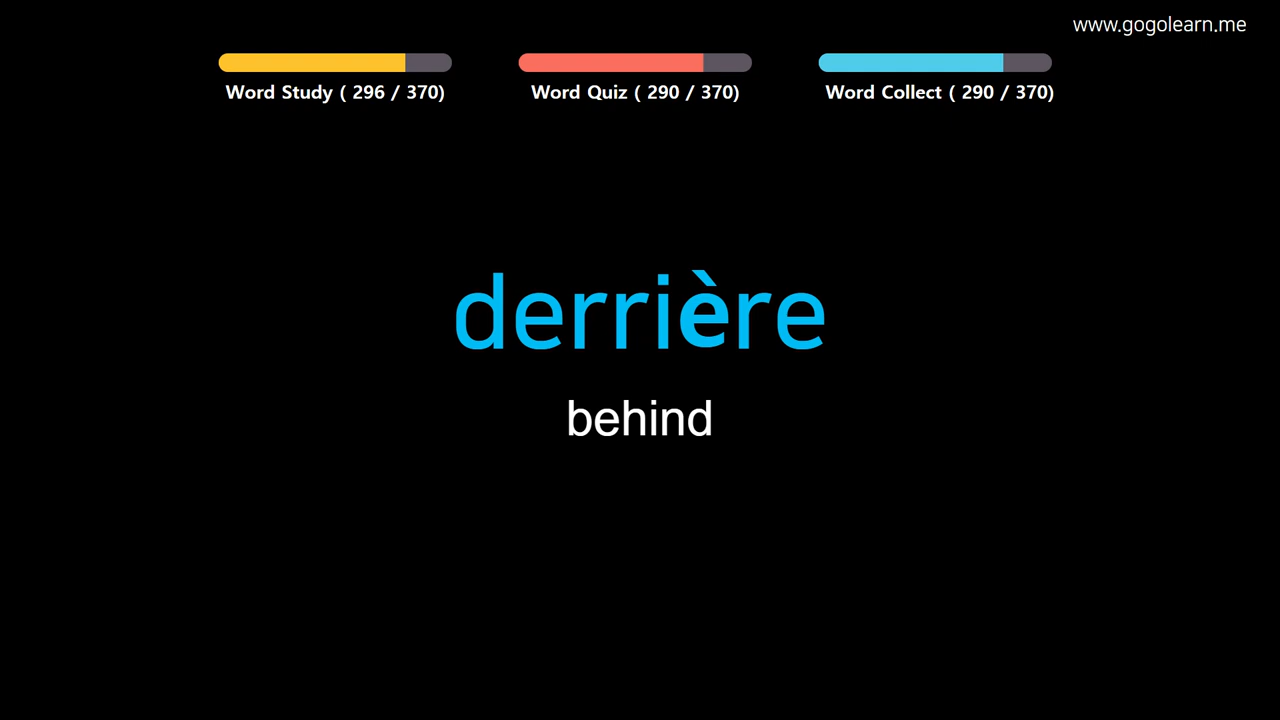 www.gogolearn.me
Word Study ( 296 / 370) Word Quiz ( 290 / 370) Word Collect ( 290 / 370)
derrière
behind